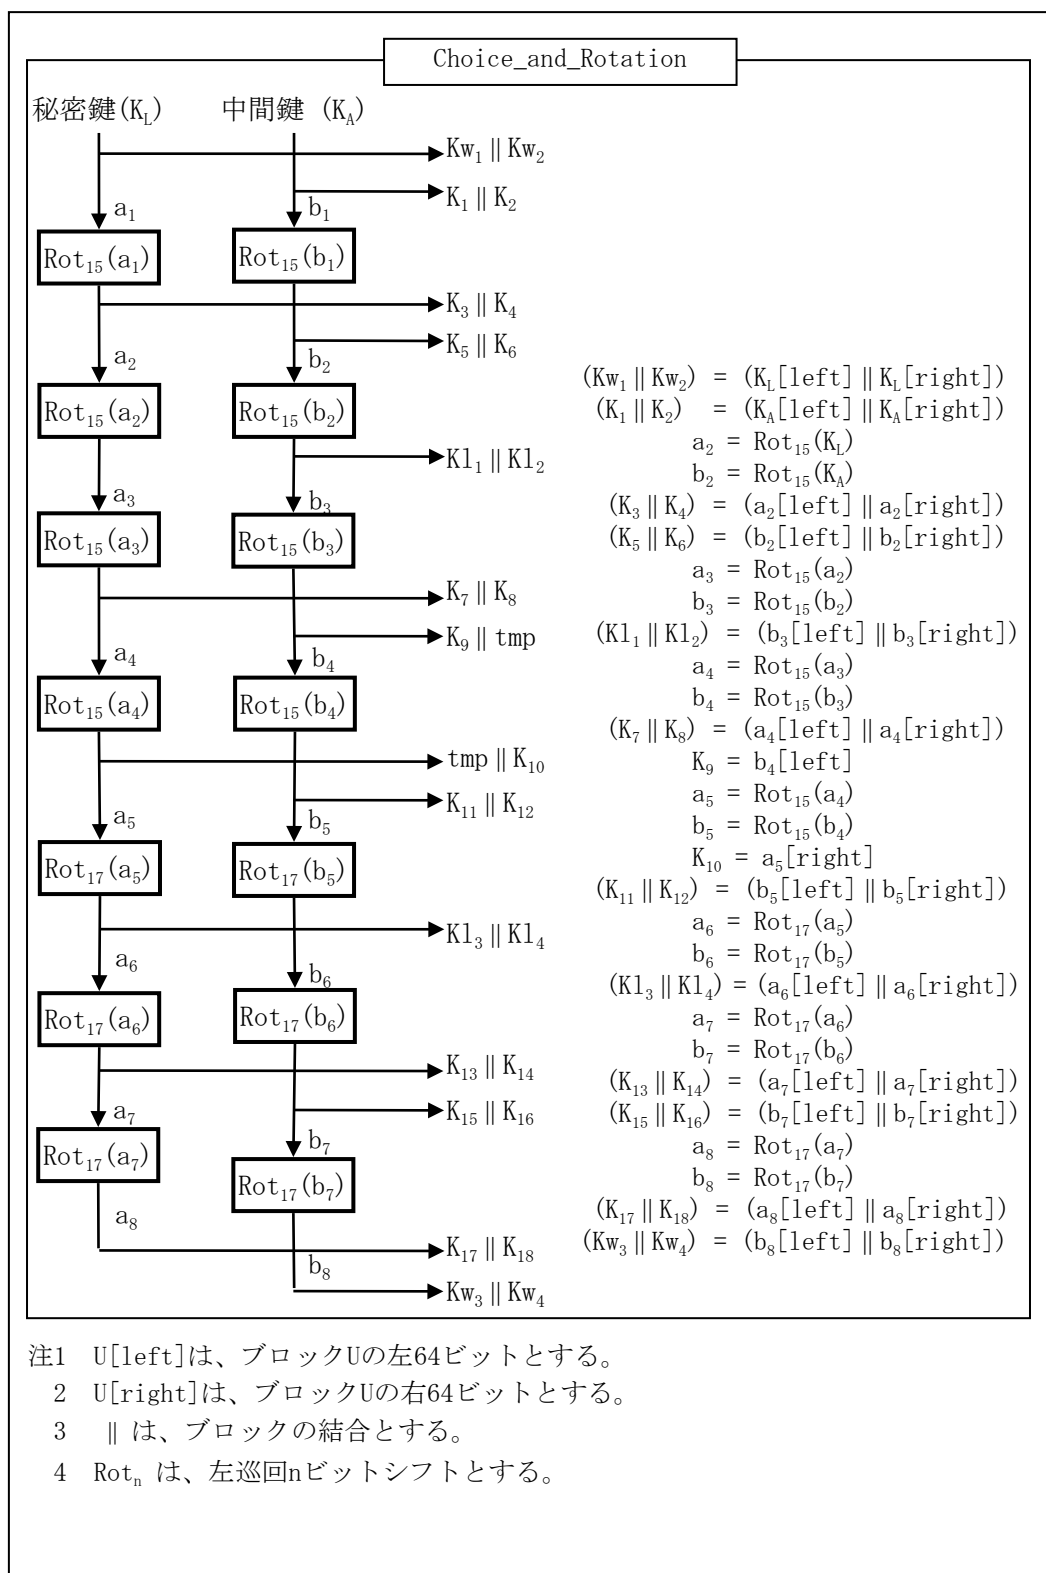 Choice_and_Rotation
秘密鍵(K_L) 中間鍵 (K_A)
Kw₁‖Kw₂
K₁‖K₂
a₁ b₁
Rot₁₅(a₁) Rot₁₅(b₁)
K₃‖K₄
K₅‖K₆
a₂ b₂
Rot₁₅(a₂) Rot₁₅(b₂)
Kl₁‖Kl₂
a₃ b₃
Rot₁₅(a₃) Rot₁₅(b₃)
K₇‖K₈
K₉‖tmp
a₄ b₄
Rot₁₅(a₄) Rot₁₅(b₄)
tmp‖K₁₀
K₁₁‖K₁₂
a₅ b₅
Rot₁₇(a₅) Rot₁₇(b₅)
Kl₃‖Kl₄
a₆ b₆
Rot₁₇(a₆) Rot₁₇(b₆)
K₁₃‖K₁₄
K₁₅‖K₁₆
a₇ b₇
Rot₁₇(a₇) Rot₁₇(b₇)
a₈
K₁₇‖K₁₈
b₈
Kw₃‖Kw₄
(Kw₁‖Kw₂) = (K_L[left]‖K_L[right])
(K₁‖K₂) = (K_A[left]‖K_A[right])
a₂ = Rot₁₅(K_L)
b₂ = Rot₁₅(K_A)
(K₃‖K₄) = (a₂[left]‖a₂[right])
(K₅‖K₆) = (b₂[left]‖b₂[right])
a₃ = Rot₁₅(a₂)
b₃ = Rot₁₅(b₂)
(Kl₁‖Kl₂) = (b₃[left]‖b₃[right])
a₄ = Rot₁₅(a₃)
b₄ = Rot₁₅(b₃)
(K₇‖K₈) = (a₄[left]‖a₄[right])
K₉ = b₄[left]
a₅ = Rot₁₅(a₄)
b₅ = Rot₁₅(b₄)
K₁₀ = a₅[right]
(K₁₁‖K₁₂) = (b₅[left]‖b₅[right])
a₆ = Rot₁₇(a₅)
b₆ = Rot₁₇(b₅)
(Kl₃‖Kl₄) = (a₆[left]‖a₆[right])
a₇ = Rot₁₇(a₆)
b₇ = Rot₁₇(b₆)
(K₁₃‖K₁₄) = (a₇[left]‖a₇[right])
(K₁₅‖K₁₆) = (b₇[left]‖b₇[right])
a₈ = Rot₁₇(a₇)
b₈ = Rot₁₇(b₇)
(K₁₇‖K₁₈) = (a₈[left]‖a₈[right])
(Kw₃‖Kw₄) = (b₈[left]‖b₈[right])
注1 U[left]は、ブロックUの左64ビットとする。
2 U[right]は、ブロックUの右64ビットとする。
3 ‖ は、ブロックの結合とする。
4 Rotₙ は、左巡回nビットシフトとする。